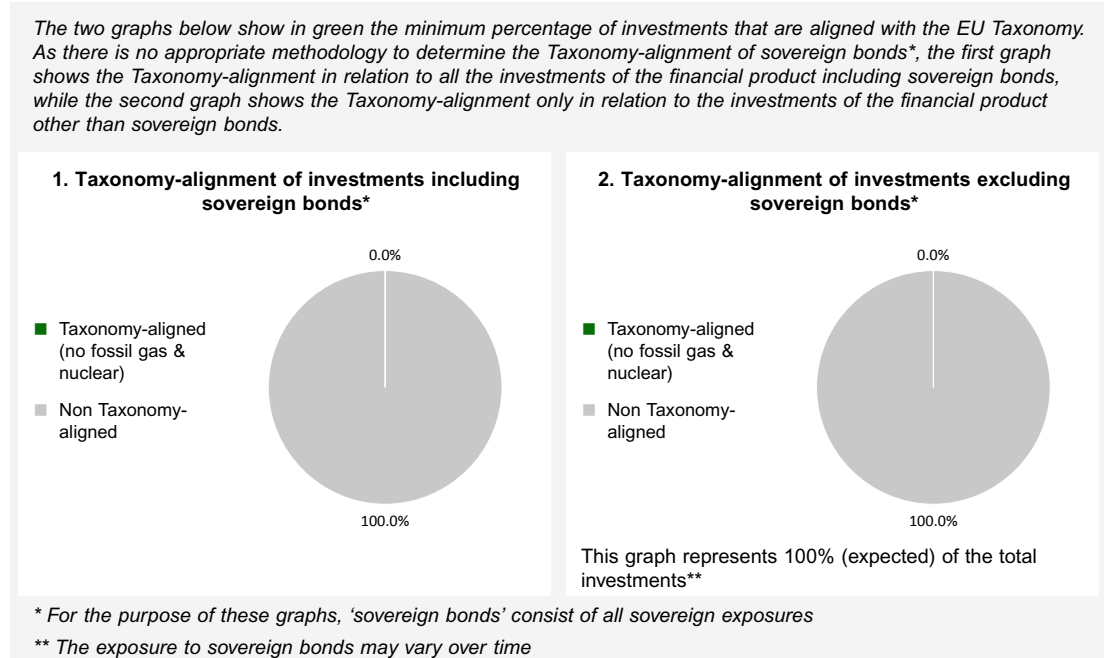 The two graphs below show in green the minimum percentage of investments that are aligned with the EU Taxonomy.
As there is no appropriate methodology to determine the Taxonomy-alignment of sovereign bonds*, the first graph
shows the Taxonomy-alignment in relation to all the investments of the financial product including sovereign bonds,
while the second graph shows the Taxonomy-alignment only in relation to the investments of the financial product
other than sovereign bonds.
1. Taxonomy-alignment of investments including
sovereign bonds*
0.0%
Taxonomy-aligned
(no fossil gas &
nuclear)
Non Taxonomy-
aligned
100.0%
2. Taxonomy-alignment of investments excluding
sovereign bonds*
0.0%
Taxonomy-aligned
(no fossil gas &
nuclear)
Non Taxonomy-
aligned
100.0%
This graph represents 100% (expected) of the total
investments**
* For the purpose of these graphs, ‘sovereign bonds’ consist of all sovereign exposures
** The exposure to sovereign bonds may vary over time